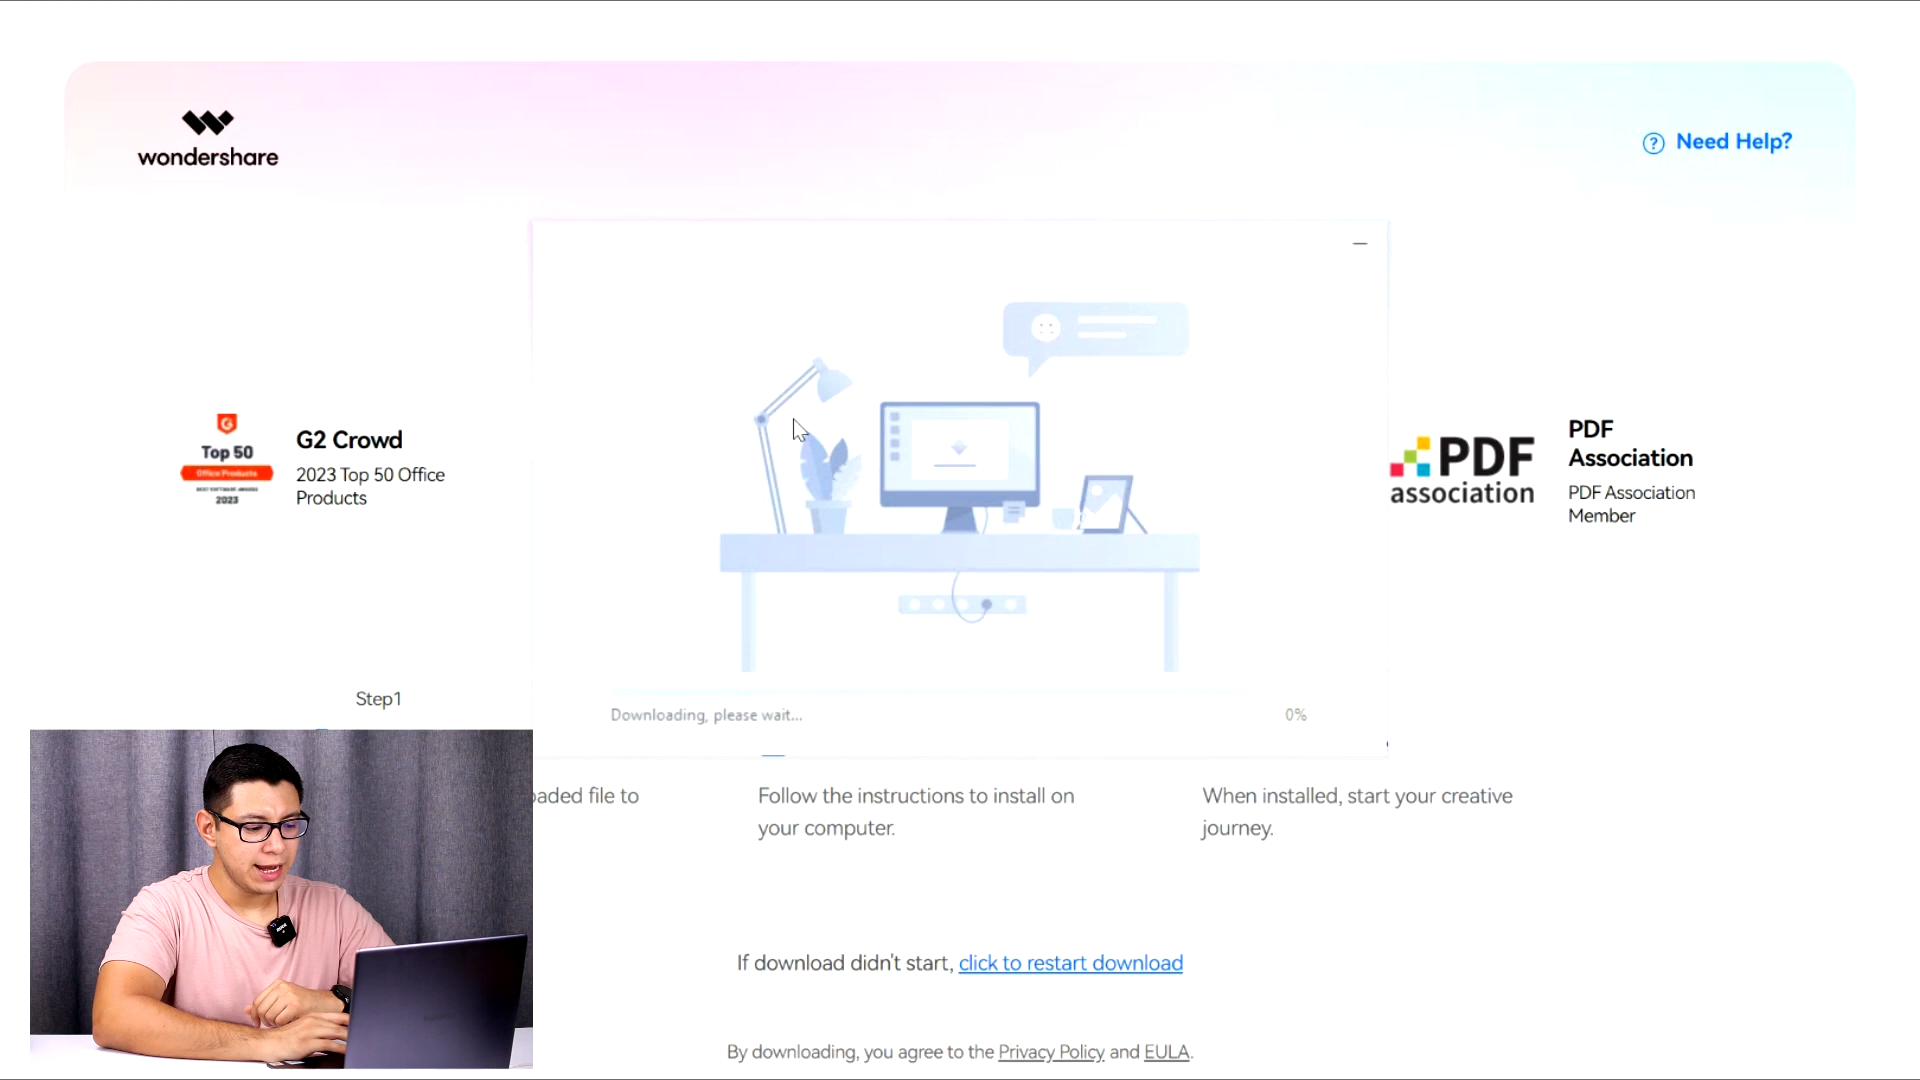 wondershare
Need Help?
Top 50
Office Products
2023
G2 Crowd
2023 Top 50 Office
Products
PDF
association
PDF
Association
PDF Association
Member
Step1
Downloading, please wait...
0%
oaded file to
Follow the instructions to install on
your computer.
When installed, start your creative
journey.
If download didn't start, click to restart download
By downloading, you agree to the Privacy Policy and EULA.